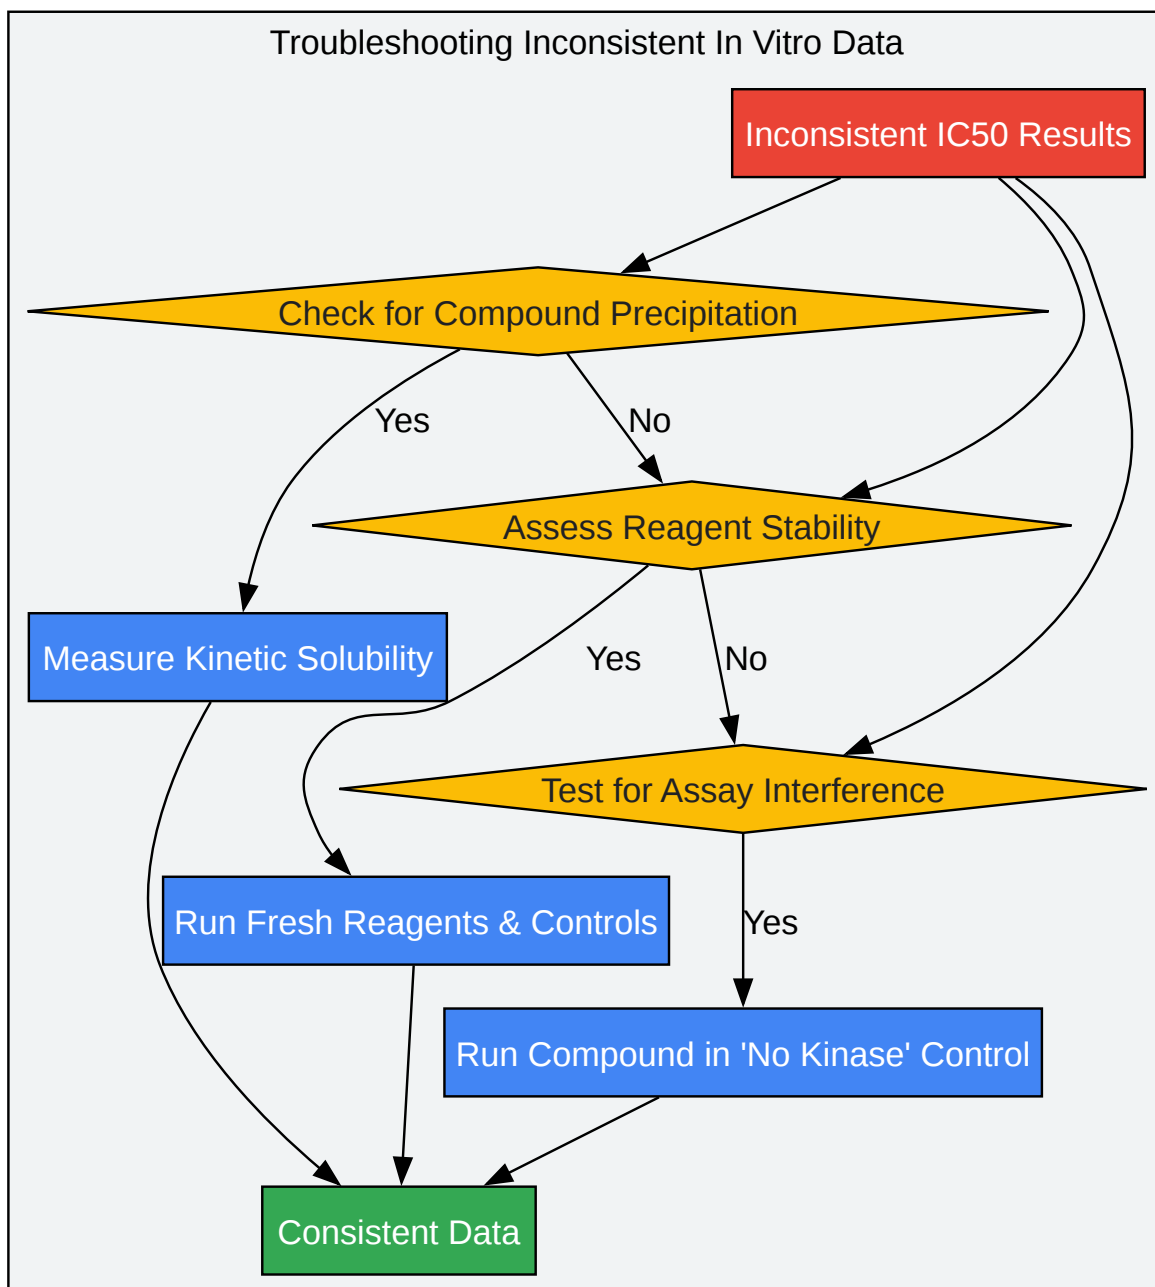 Troubleshooting Inconsistent In Vitro Data
Inconsistent IC50 Results
Check for Compound Precipitation
Yes
No
Assess Reagent Stability
Measure Kinetic Solubility
Yes
No
Test for Assay Interference
Run Fresh Reagents & Controls
Yes
Run Compound in 'No Kinase' Control
Consistent Data